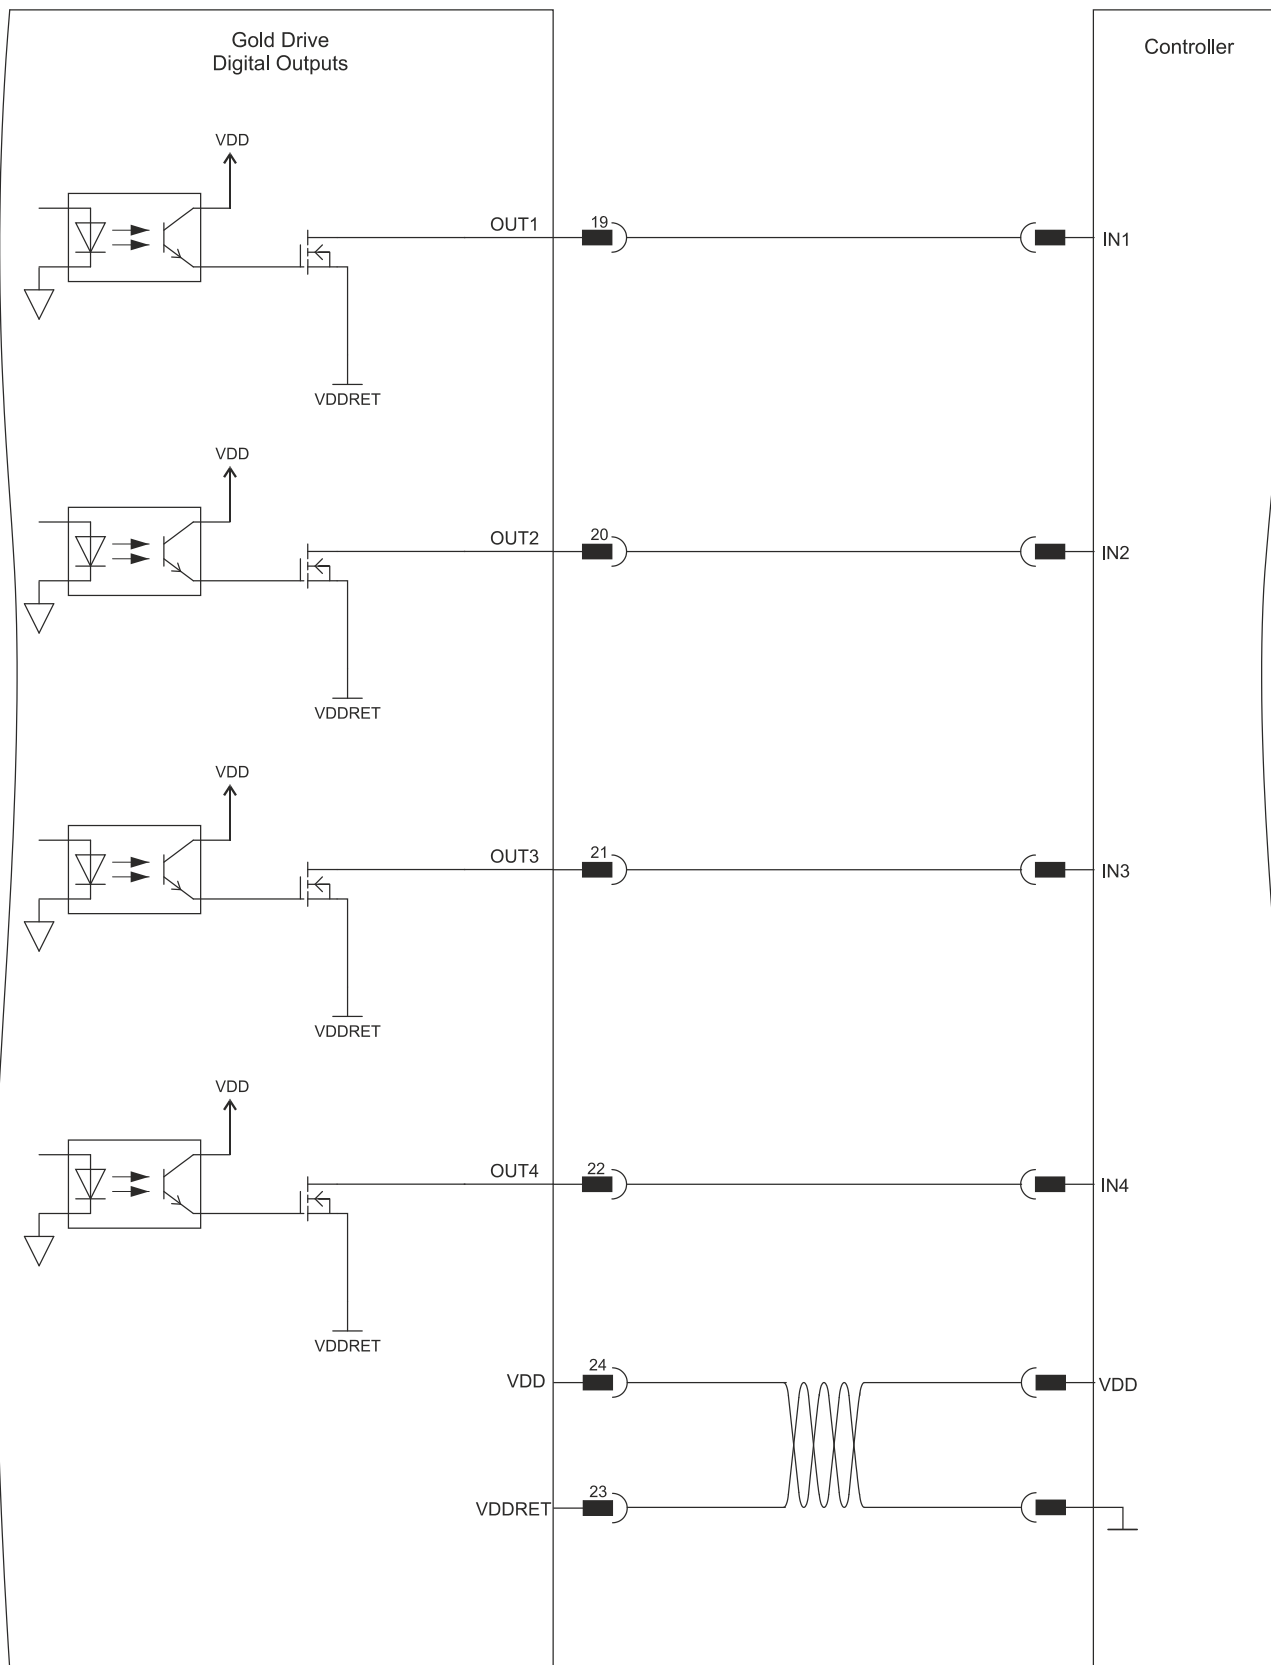 Gold Drive
Digital Outputs
Controller
VDD
OUT1
19
IN1
VDDRET
VDD
OUT2
20
IN2
VDDRET
VDD
OUT3
21
IN3
VDDRET
VDD
OUT4
22
IN4
VDDRET
VDD
24
VDD
VDDRET
23